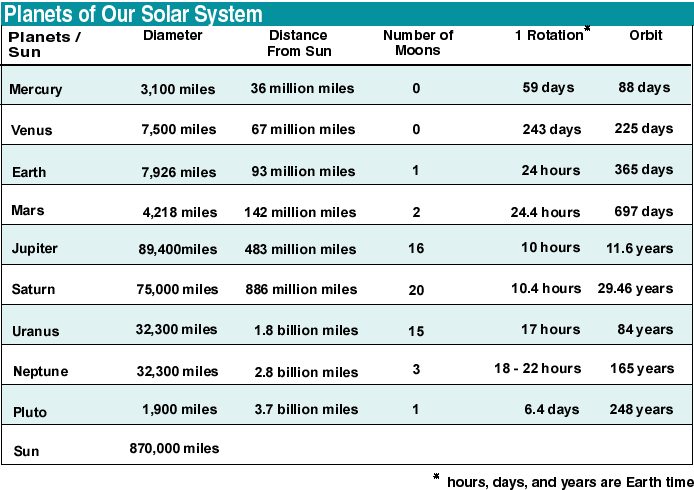 Planets of Our Solar System
Planets / Sun Diameter Distance From Sun Number of Moons 1 Rotation* Orbit
Mercury 3,100 miles 36 million miles 0 59 days 88 days
Venus 7,500 miles 67 million miles 0 243 days 225 days
Earth 7,926 miles 93 million miles 1 24 hours 365 days
Mars 4,218 miles 142 million miles 2 24.4 hours 697 days
Jupiter 89,400miles 483 million miles 16 10 hours 11.6 years
Saturn 75,000 miles 886 million miles 20 10.4 hours 29.46 years
Uranus 32,300 miles 1.8 billion miles 15 17 hours 84 years
Neptune 32,300 miles 2.8 billion miles 3 18 - 22 hours 165 years
Pluto 1,900 miles 3.7 billion miles 1 6.4 days 248 years
Sun 870,000 miles
* hours, days, and years are Earth time